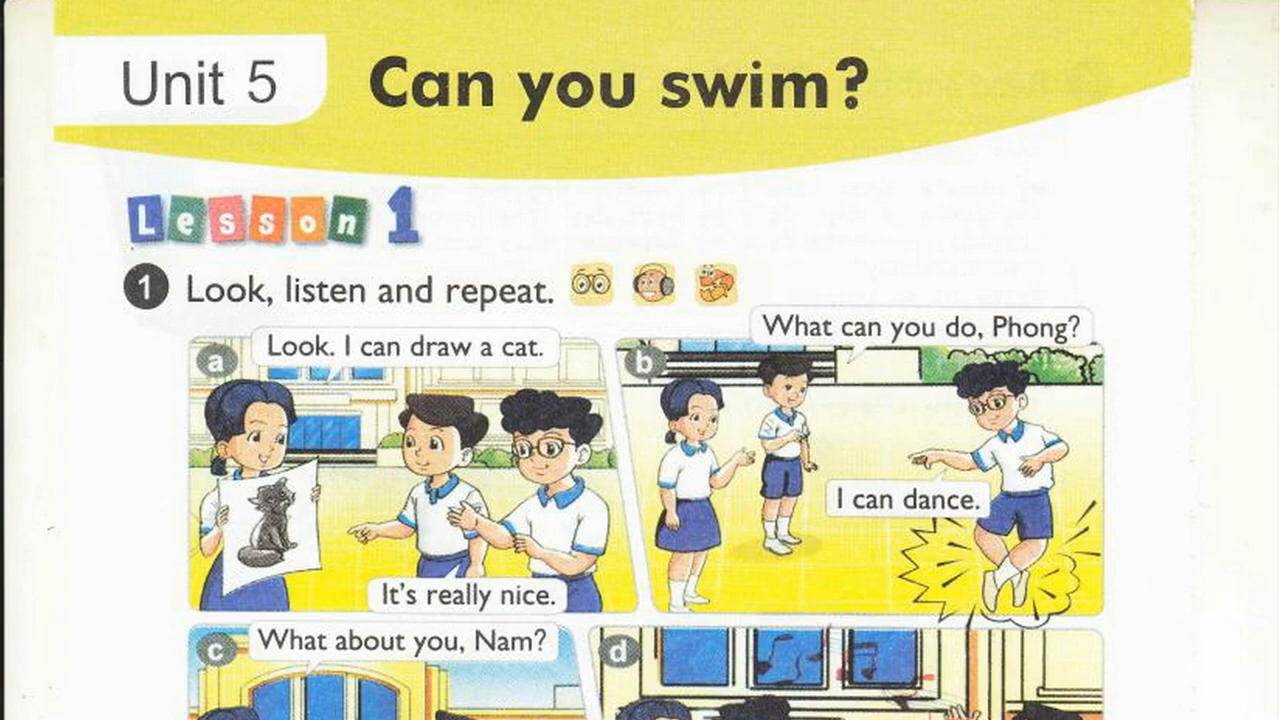 Unit 5
Can you swim?
Lesson 1
1 Look, listen and repeat.
a
Look. I can draw a cat.
It's really nice.
b
What can you do, Phong?
I can dance.
c
What about you, Nam?
d